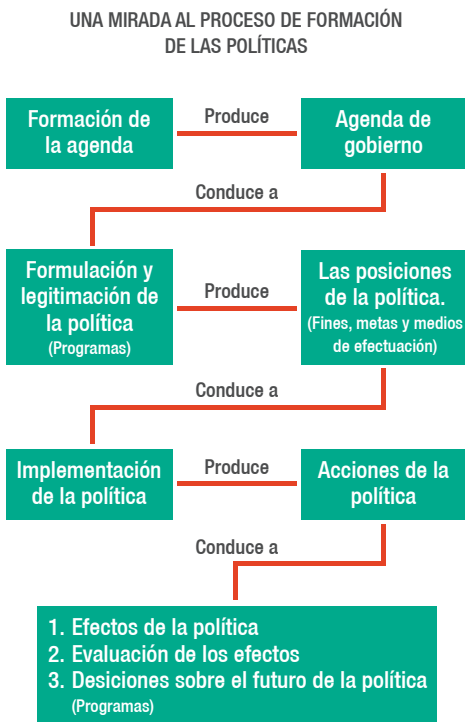 UNA MIRADA AL PROCESO DE FORMACIÓN
DE LAS POLÍTICAS
Formación de
la agenda
Produce
Agenda de
gobierno
Conduce a
Formulación y
legitimación de
la política
(Programas)
Produce
Las posiciones
de la política.
(Fines, metas y medios
de efectuación)
Conduce a
Implementación
de la política
Produce
Acciones de la
política
Conduce a
1. Efectos de la política
2. Evaluación de los efectos
3. Desiciones sobre el futuro de la política
(Programas)